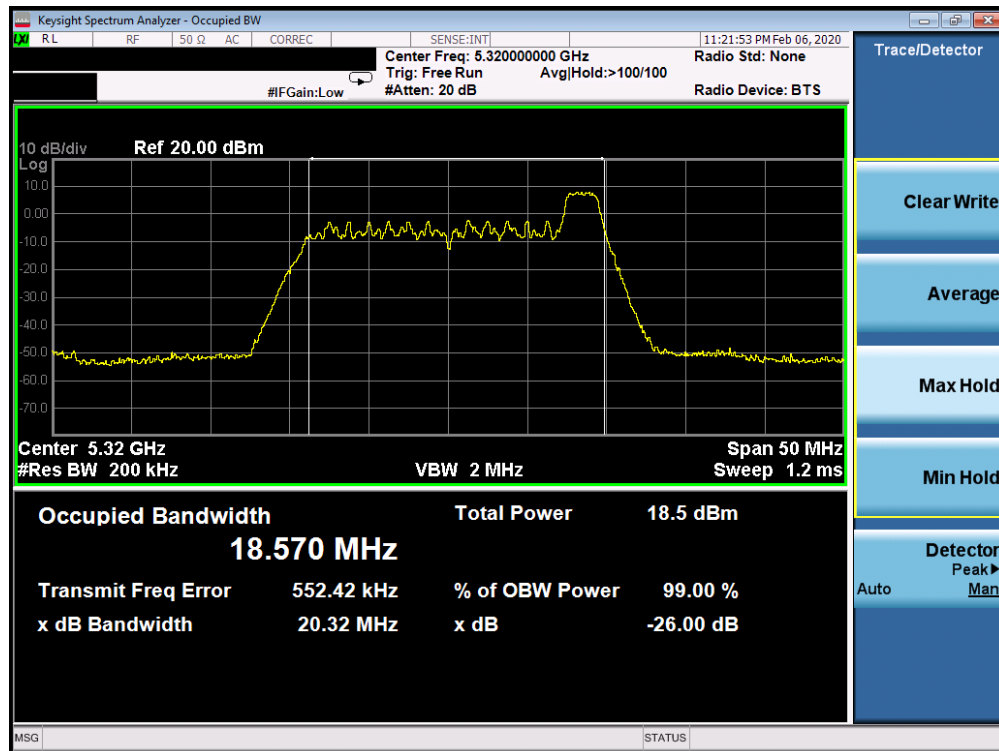 Keysight Spectrum Analyzer - Occupied BW
LXI RL RF 50 Ω AC CORREC SENSE:INT 11:21:53 PM Feb 06, 2020
Center Freq: 5.320000000 GHz Radio Std: None
Trig: Free Run Avg|Hold:>100/100
#IFGain:Low #Atten: 20 dB Radio Device: BTS
10 dB/div Ref 20.00 dBm
Log
10.0
0.00
-10.0
-20.0
-30.0
-40.0
-50.0
-60.0
-70.0
Center 5.32 GHz Span 50 MHz
#Res BW 200 kHz VBW 2 MHz Sweep 1.2 ms
Occupied Bandwidth Total Power 18.5 dBm
18.570 MHz
Transmit Freq Error 552.42 kHz % of OBW Power 99.00 %
x dB Bandwidth 20.32 MHz x dB -26.00 dB
MSG STATUS
Trace/Detector
Clear Write
Average
Max Hold
Min Hold
Detector
Peak▶
Auto Man